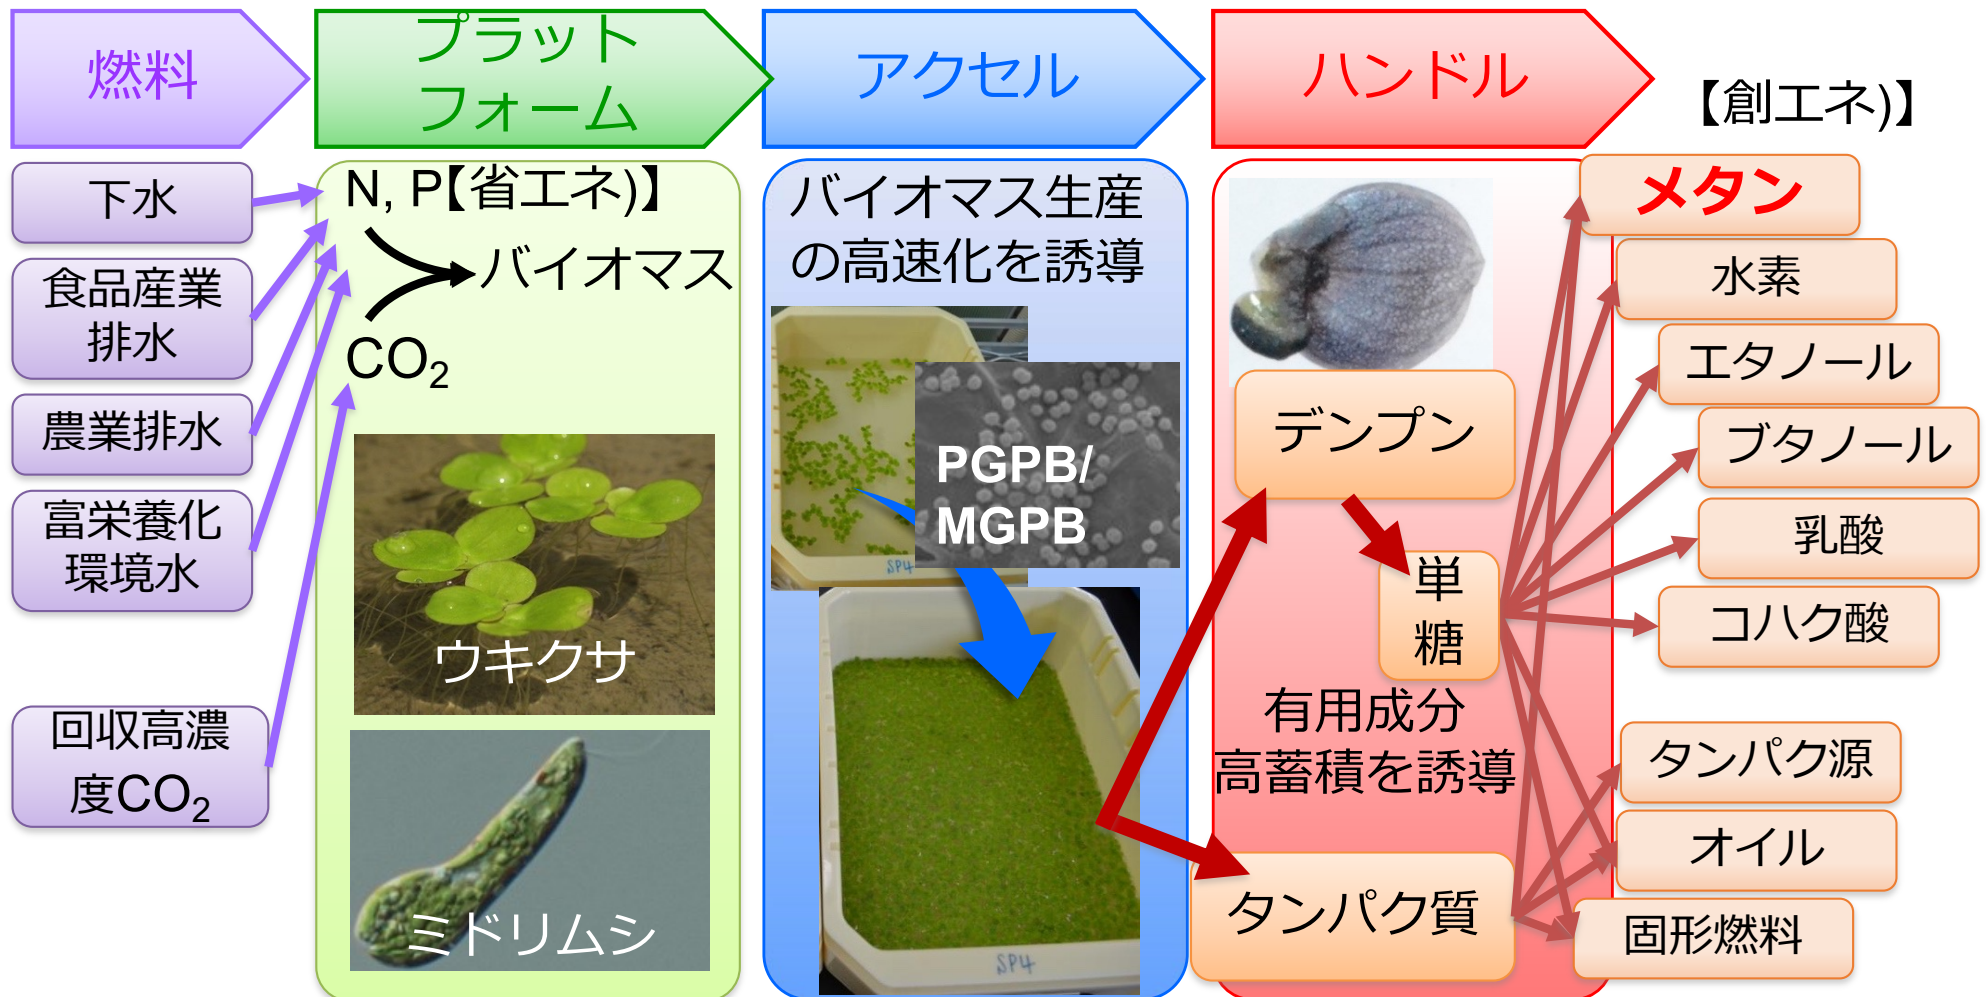 燃料
プラット
フォーム
アクセル
ハンドル
【創エネ)】
下水
食品産業
排水
農業排水
富栄養化
環境水
回収高濃
度CO₂
N, P【省エネ)】
バイオマス
CO₂
ウキクサ
ミドリムシ
バイオマス生産
の高速化を誘導
SP4
PGPB/
MGPB
SP4
デンプン
単
糖
有用成分
高蓄積を誘導
タンパク質
メタン
水素
エタノール
ブタノール
乳酸
コハク酸
タンパク源
オイル
固形燃料